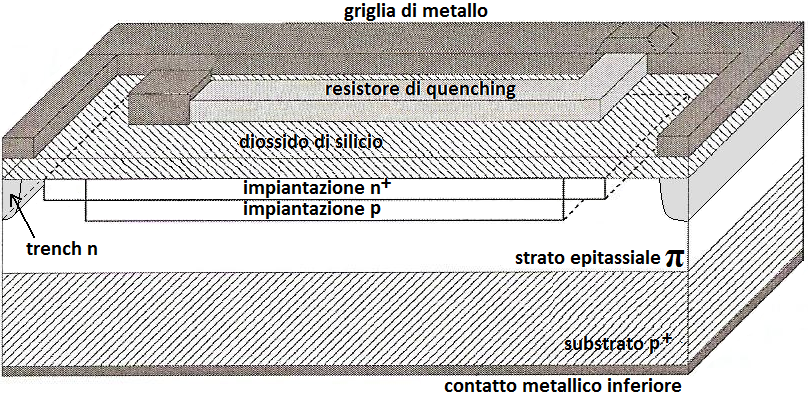 griglia di metallo
resistore di quenching
diossido di silicio
impiantazione n+
impiantazione p
trench n
strato epitassiale π
substrato p+
contatto metallico inferiore